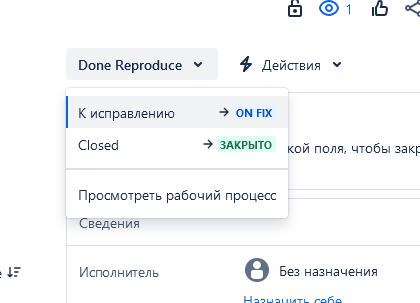 1
Done Reproduce
Действия
К исправлению → ON FIX
Closed → ЗАКРЫТО
кой поля, чтобы закр
Просмотреть рабочий процесс
Сведения
Исполнитель
Без назначения
Назначить себе